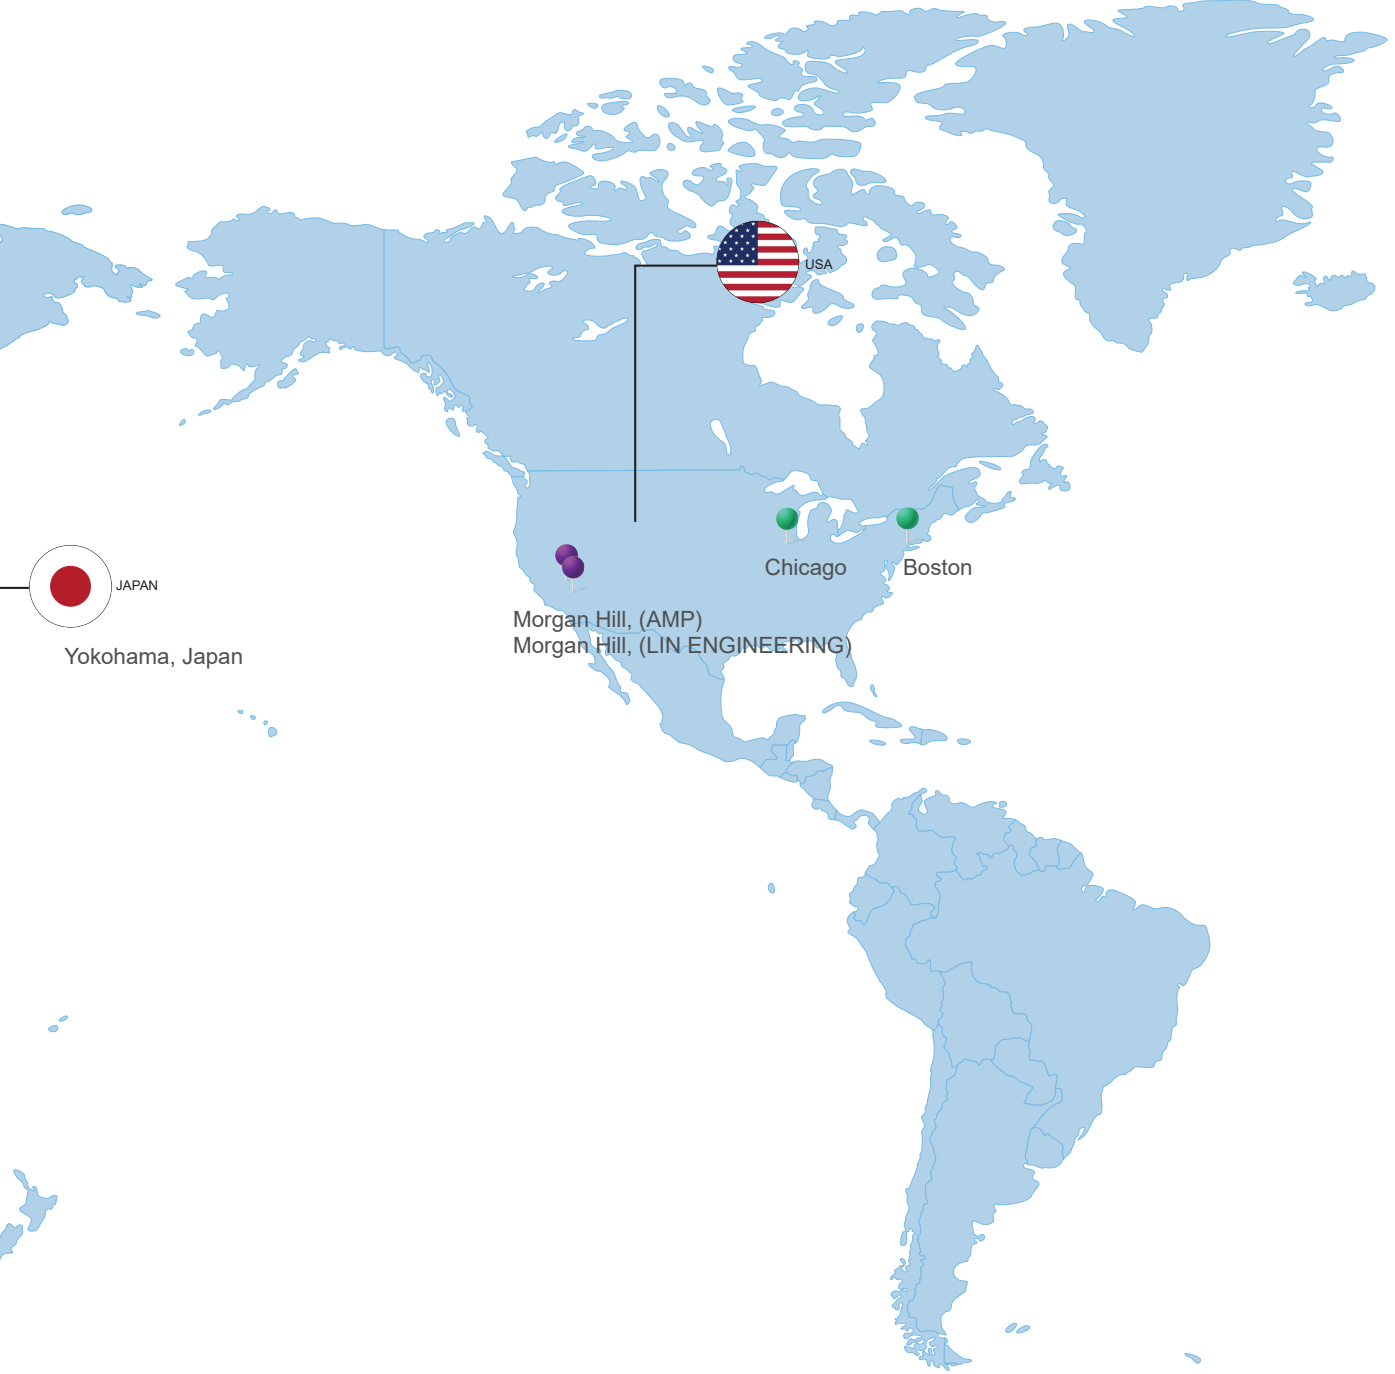 USA
Chicago
Boston
JAPAN
Morgan Hill, (AMP)
Morgan Hill, (LIN ENGINEERING)
Yokohama, Japan